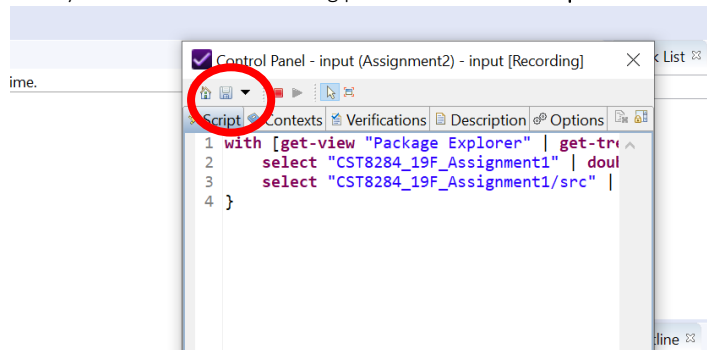 Control Panel - input (Assignment2) - input [Recording]
k List
ime.
Script Contexts Verifications Description Options
1 with [get-view "Package Explorer" | get-tre
2 select "CST8284_19F_Assignment1" | doub
3 select "CST8284_19F_Assignment1/src" |
4 }
tline